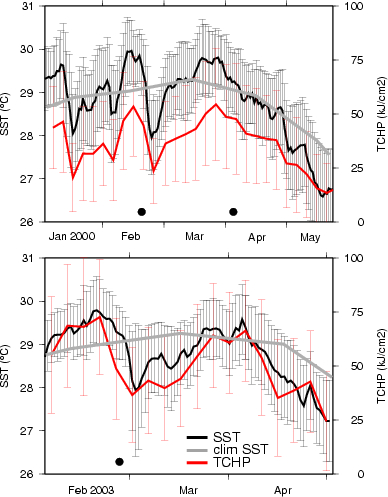 31
30
29
28
27
26
SST (ºC)
100
75
50
25
0
TCHP (kJ/cm2)
Jan 2000 Feb Mar Apr May
31
30
29
28
27
26
SST (ºC)
100
75
50
25
0
TCHP (kJ/cm2)
SST
clim SST
TCHP
Feb 2003 Mar Apr